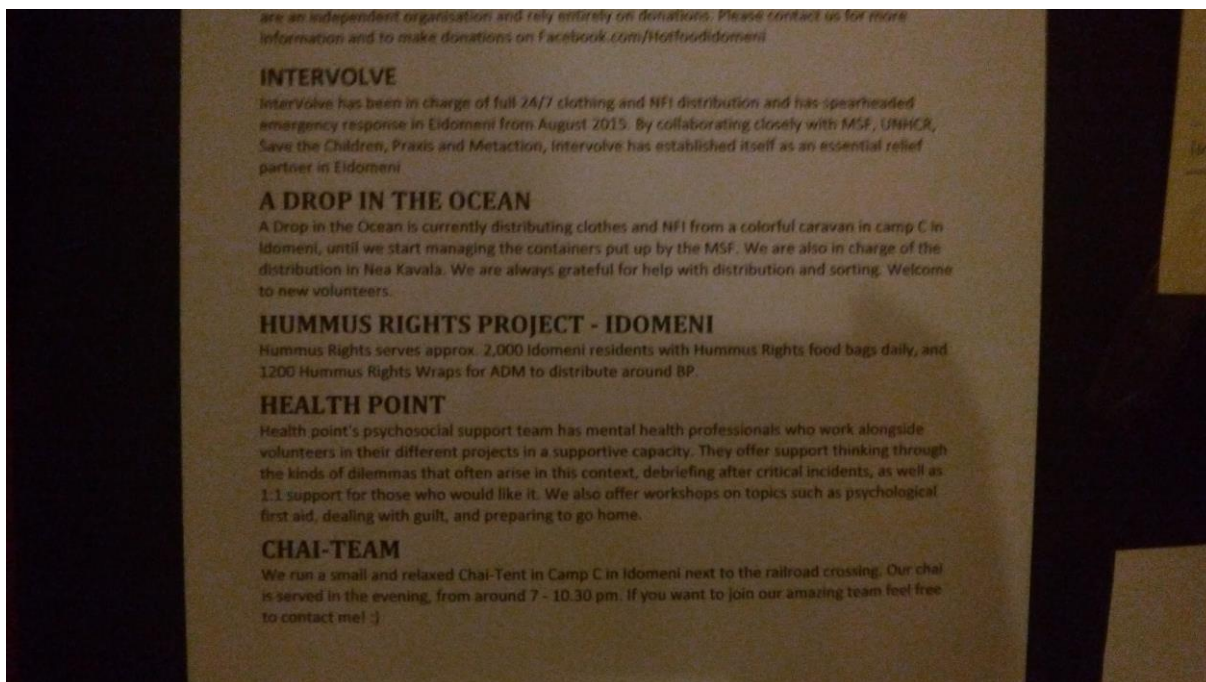 are an independent organisation and rely entirely on donations. Please contact us for more
information and to make donations on Facebook.com/Hotfoodidomeni
INTERVOLVE
InterVolve has been in charge of full 24/7 clothing and NFI distribution and has spearheaded
emergency response in Eidomeni from August 2015. By collaborating closely with MSF, UNHCR,
Save the Children, Praxis and Metaction, Intervolve has established itself as an essential relief
partner in Eidomeni
A DROP IN THE OCEAN
A Drop in the Ocean is currently distributing clothes and NFI from a colorful caravan in camp C in
Idomeni, until we start managing the containers put up by the MSF. We are also in charge of the
distribution in Nea Kavala. We are always grateful for help with distribution and sorting. Welcome
to new volunteers.
HUMMUS RIGHTS PROJECT - IDOMENI
Hummus Rights serves approx. 2,000 Idomeni residents with Hummus Rights food bags daily, and
1200 Hummus Rights Wraps for ADM to distribute around BP.
HEALTH POINT
Health point's psychosocial support team has mental health professionals who work alongside
volunteers in their different projects in a supportive capacity. They offer support thinking through
the kinds of dilemmas that often arise in this context, debriefing after critical incidents, as well as
1:1 support for those who would like it. We also offer workshops on topics such as psychological
first aid, dealing with guilt, and preparing to go home.
CHAI-TEAM
We run a small and relaxed Chai-Tent in Camp C in Idomeni next to the railroad crossing. Our chai
is served in the evening, from around 7 - 10.30 pm. If you want to join our amazing team feel free
to contact me! :)